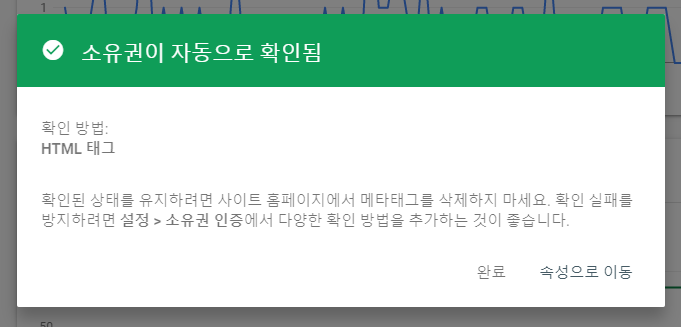 1
소유권이 자동으로 확인됨
확인 방법:
HTML 태그
확인된 상태를 유지하려면 사이트 홈페이지에서 메타태그를 삭제하지 마세요. 확인 실패를
방지하려면 설정 > 소유권 인증에서 다양한 확인 방법을 추가하는 것이 좋습니다.
완료 속성으로 이동
50